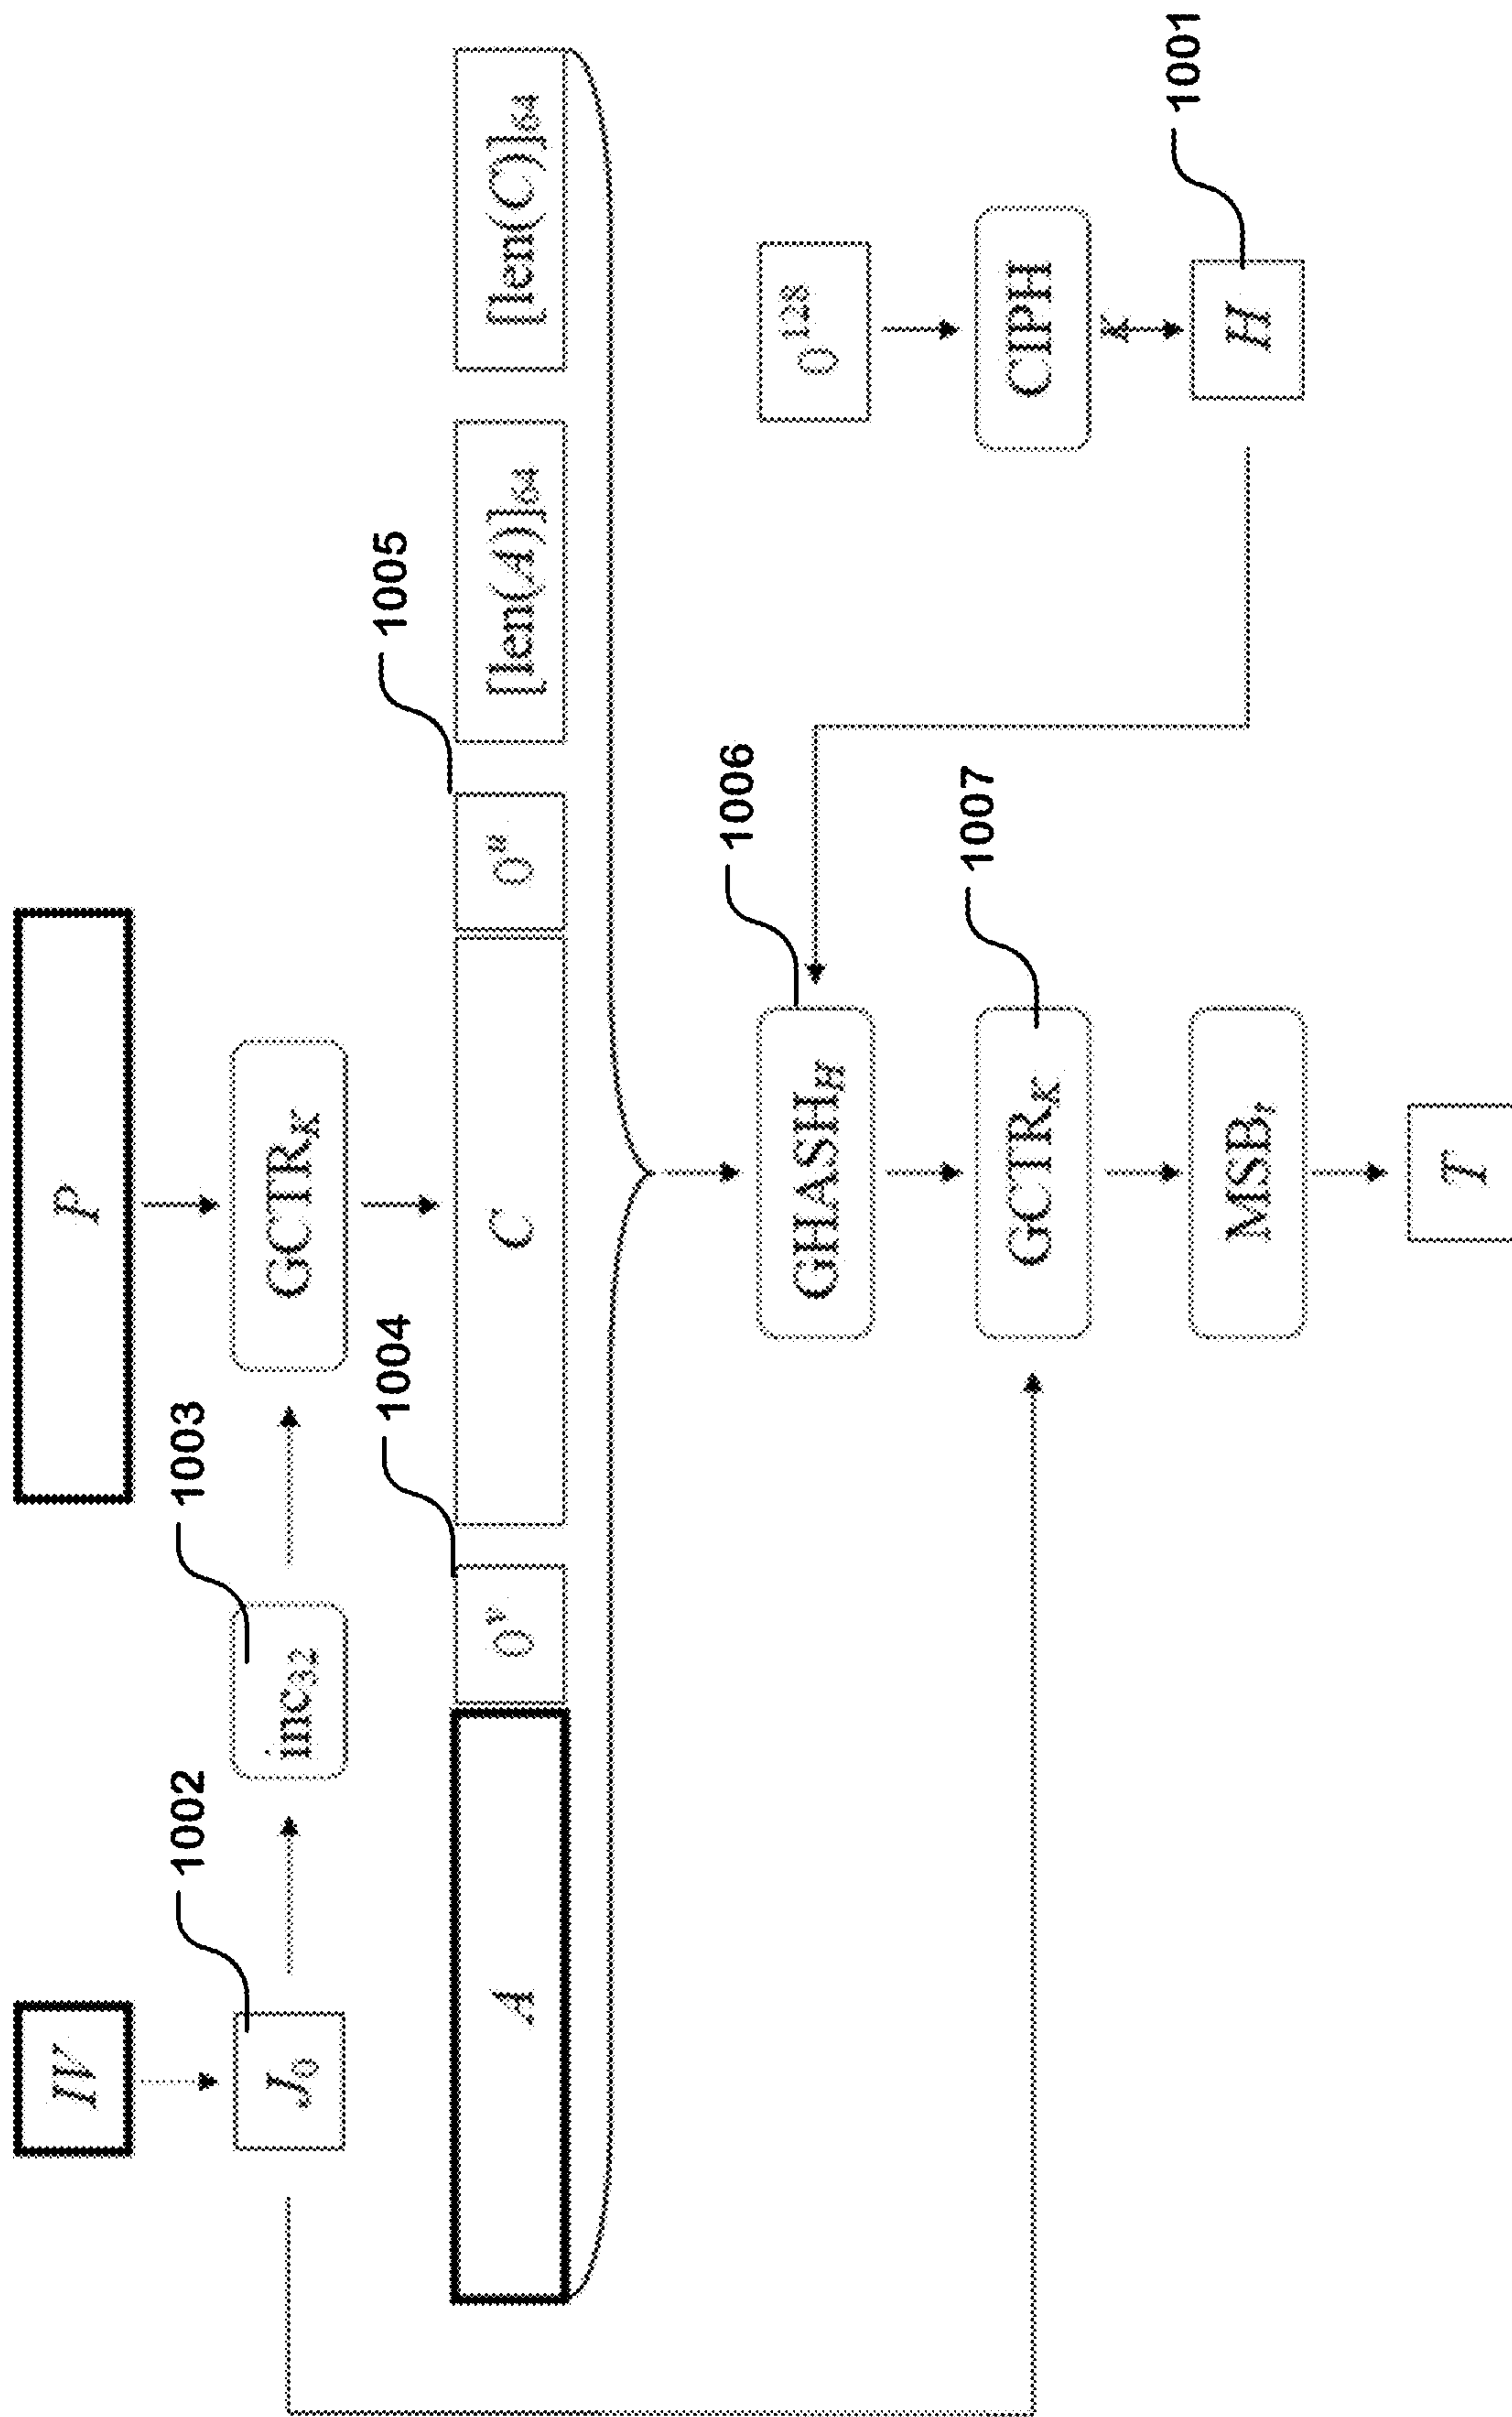 IV
P
1002
J0
1003
inc32
GCTRK
1004
1005
A
0v
C
0u
[len(A)]64
[len(C)]64
1006
GHASHH
0128
1007
GCTRK
CIPH
K
MSBt
H
1001
T